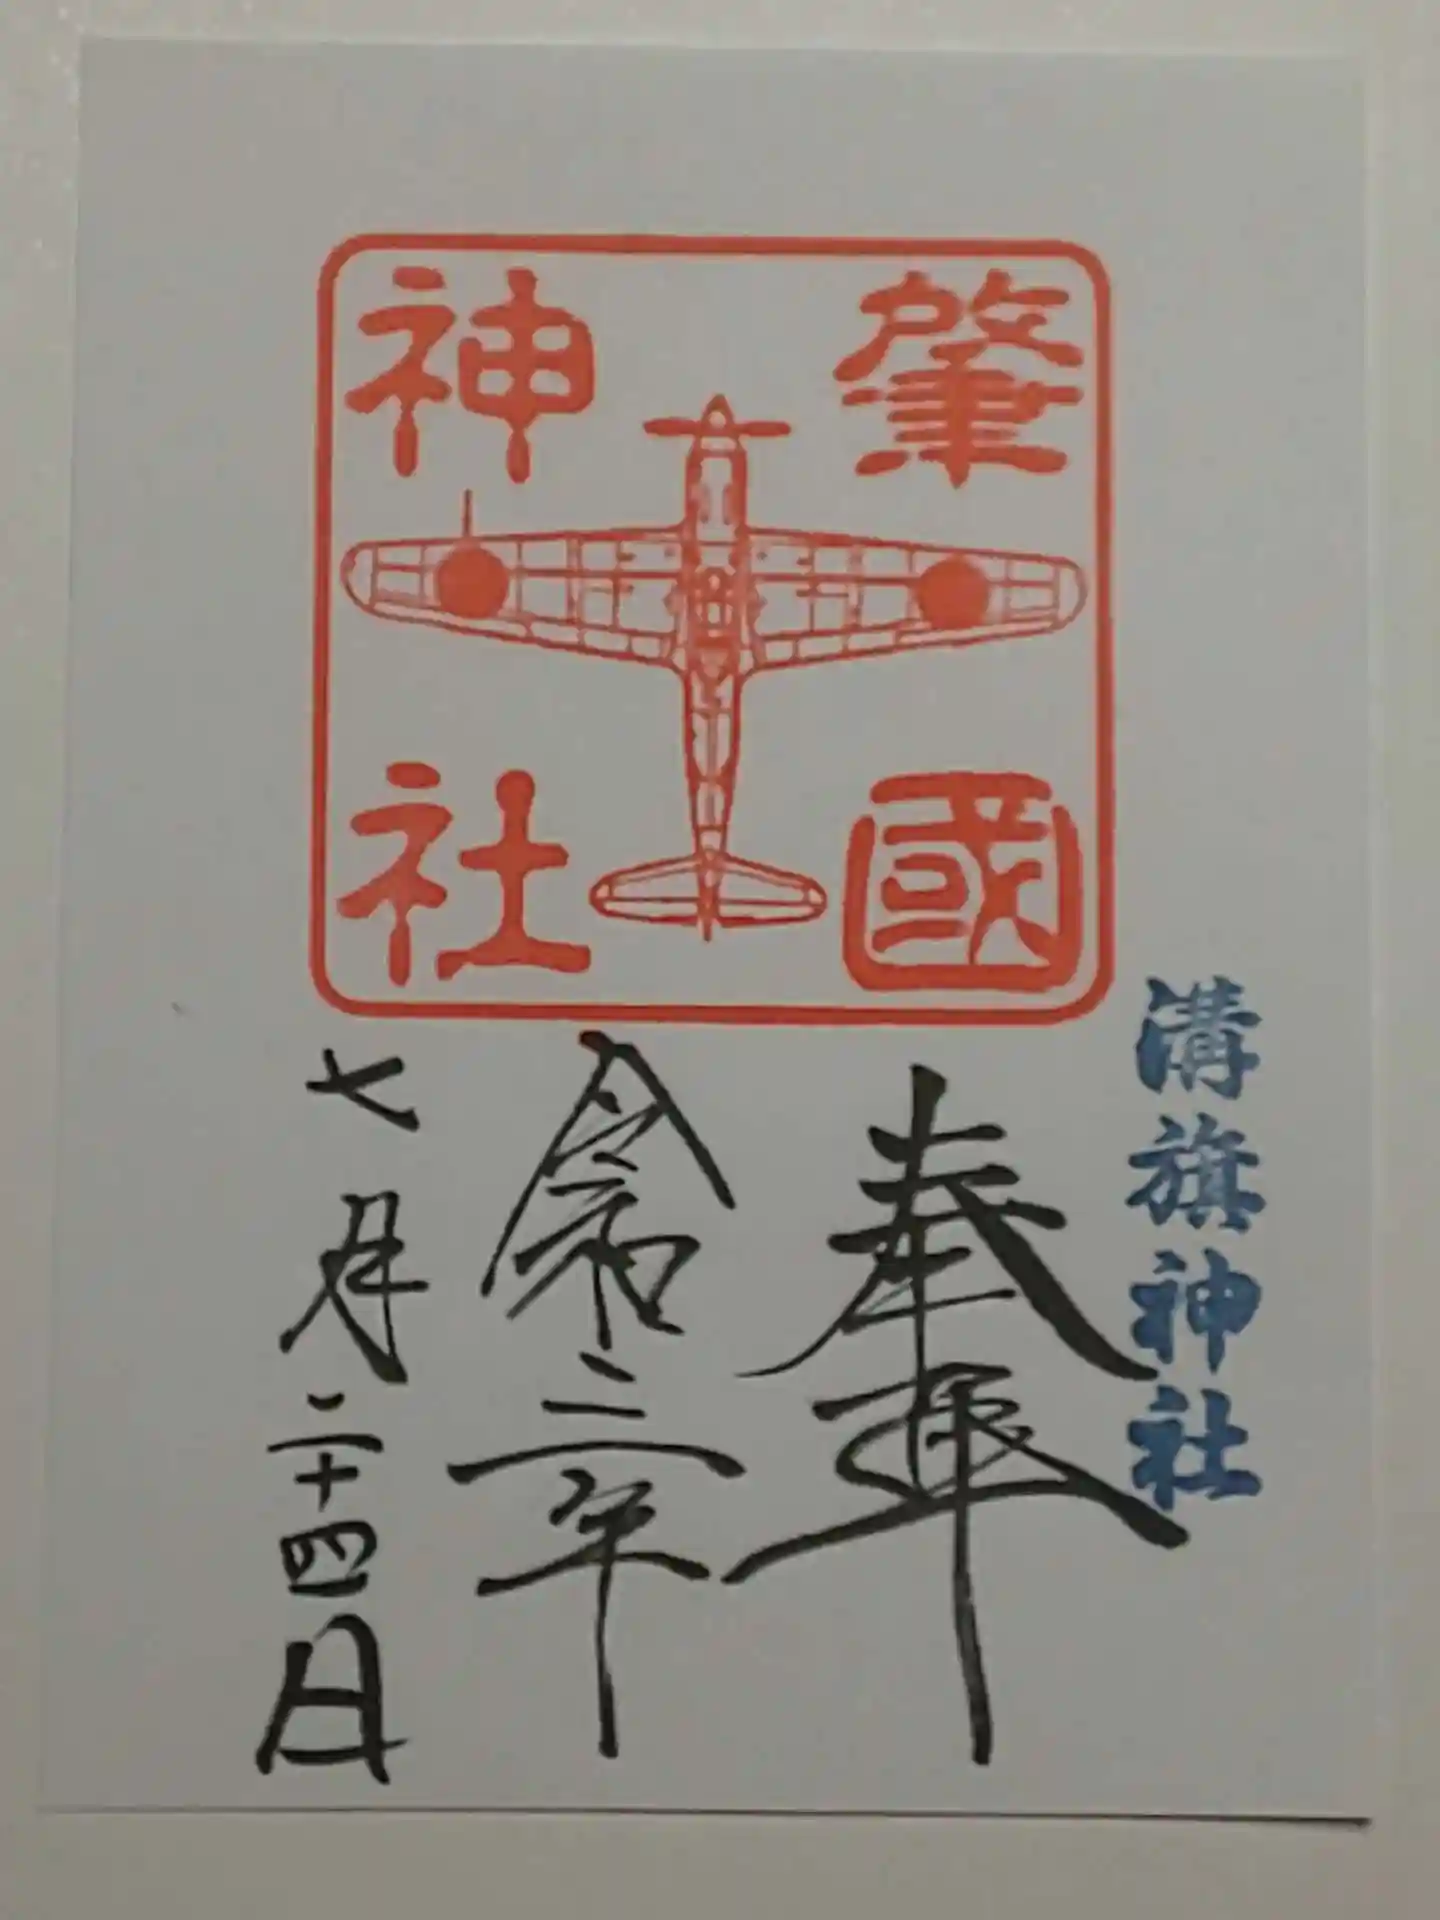 肇國
神社
溝旗神社
奉拝
令和二年
七月二十四日